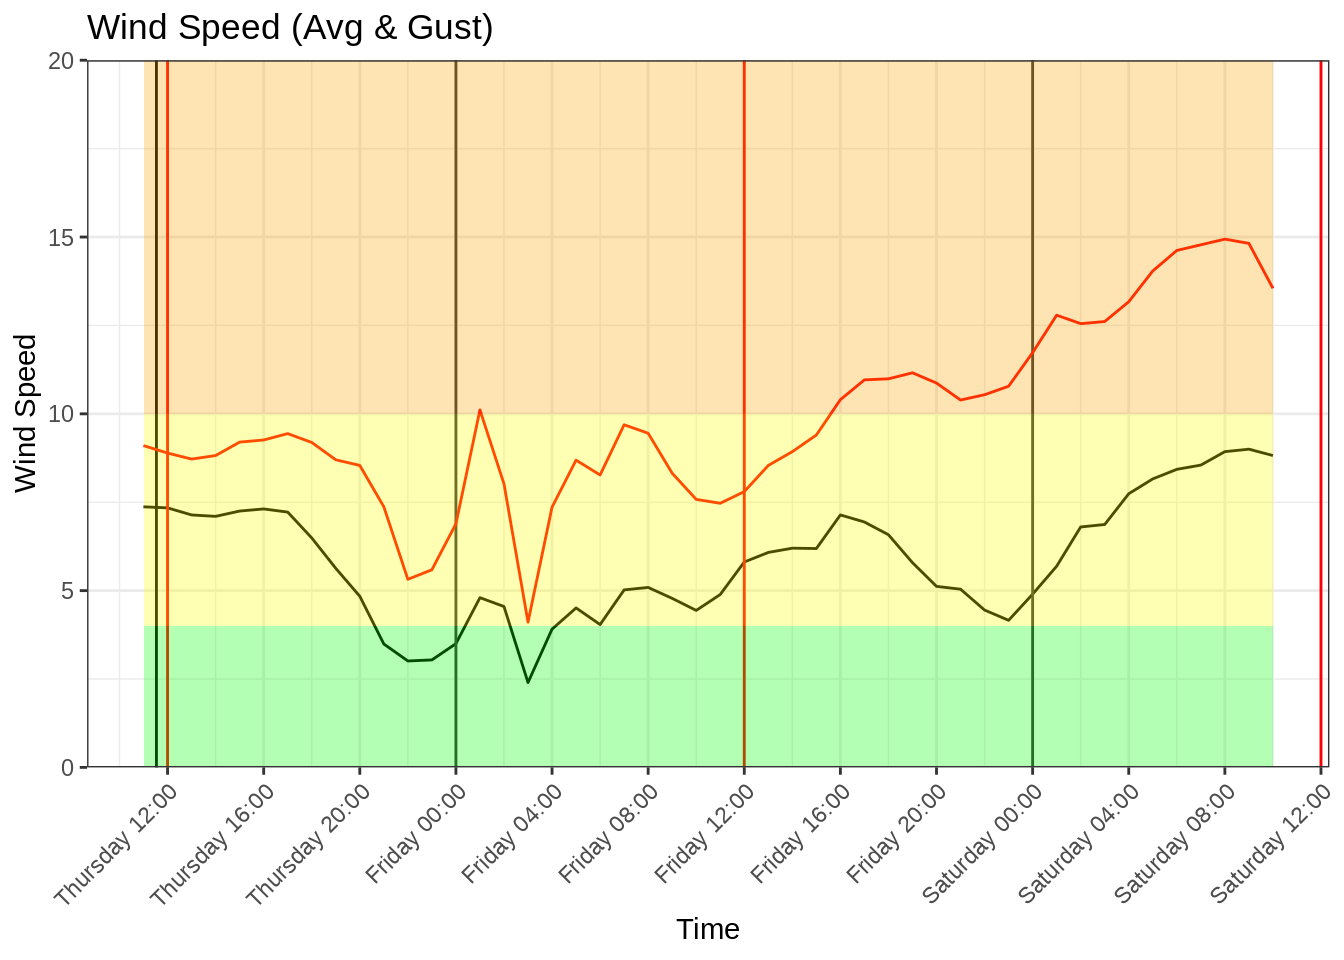 Wind Speed (Avg & Gust)
20
15
10
5
0
Wind Speed
Thursday 12:00
Thursday 16:00
Thursday 20:00
Friday 00:00
Friday 04:00
Friday 08:00
Friday 12:00
Friday 16:00
Friday 20:00
Saturday 00:00
Saturday 04:00
Saturday 08:00
Saturday 12:00
Time